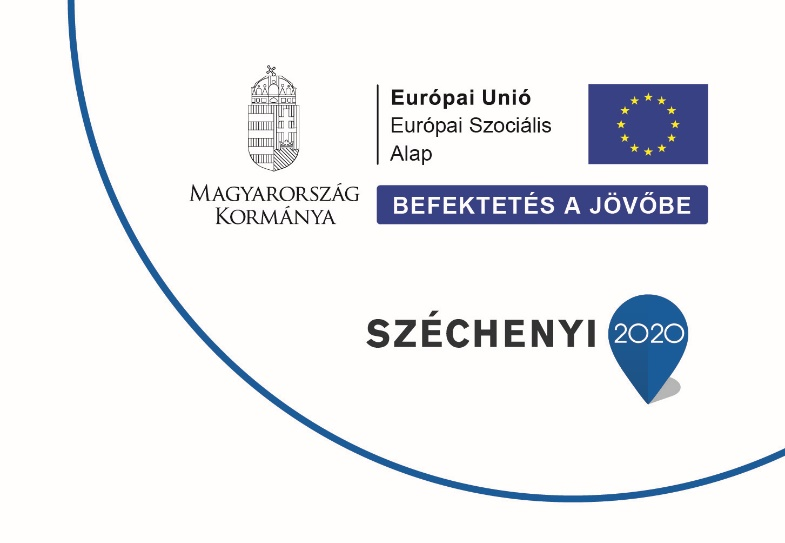 MAGYARORSZÁG
KORMÁNYA
Európai Unió
Európai Szociális
Alap
BEFEKTETÉS A JÖVŐBE
SZÉCHENYI 2020